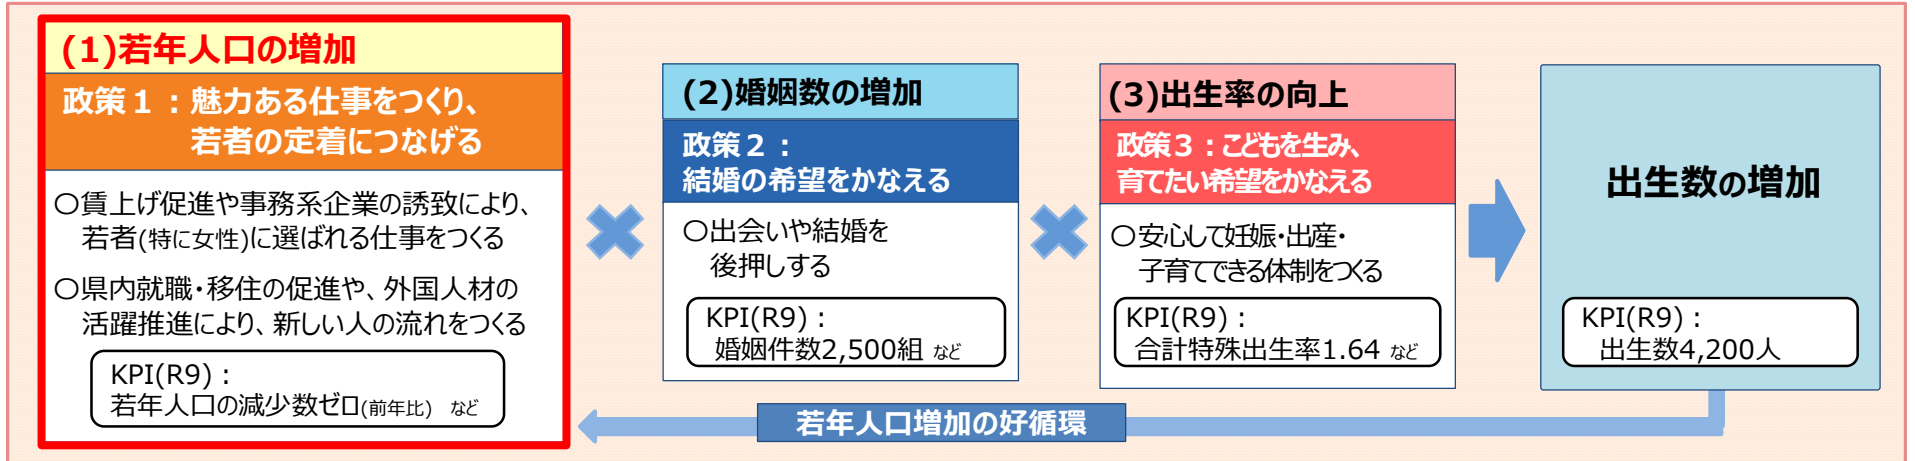 (1)若年人口の増加
政策1：魅力ある仕事をつくり、
若者の定着につなげる
〇賃上げ促進や事務系企業の誘致により、
若者(特に女性)に選ばれる仕事をつくる
〇県内就職・移住の促進や、外国人材の
活躍推進により、新しい人の流れをつくる
KPI(R9)：
若年人口の減少数ゼロ(前年比) など
(2)婚姻数の増加
政策2：
結婚の希望をかなえる
〇出会いや結婚を
後押しする
KPI(R9)：
婚姻件数2,500組 など
(3)出生率の向上
政策3：こどもを生み、
育てたい希望をかなえる
〇安心して妊娠・出産・
子育てできる体制をつくる
KPI(R9)：
合計特殊出生率1.64 など
出生数の増加
KPI(R9)：
出生数4,200人
若年人口増加の好循環